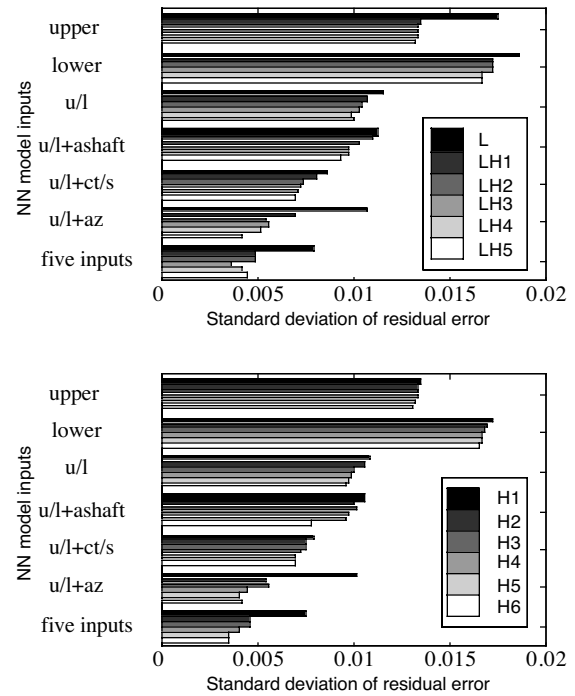 upper
lower
u/l
u/l+ashaft
u/l+ct/s
u/l+az
five inputs
NN model inputs
L
LH1
LH2
LH3
LH4
LH5
0 0.005 0.01 0.015 0.02
Standard deviation of residual error
upper
lower
u/l
u/l+ashaft
u/l+ct/s
u/l+az
five inputs
NN model inputs
H1
H2
H3
H4
H5
H6
0 0.005 0.01 0.015 0.02
Standard deviation of residual error